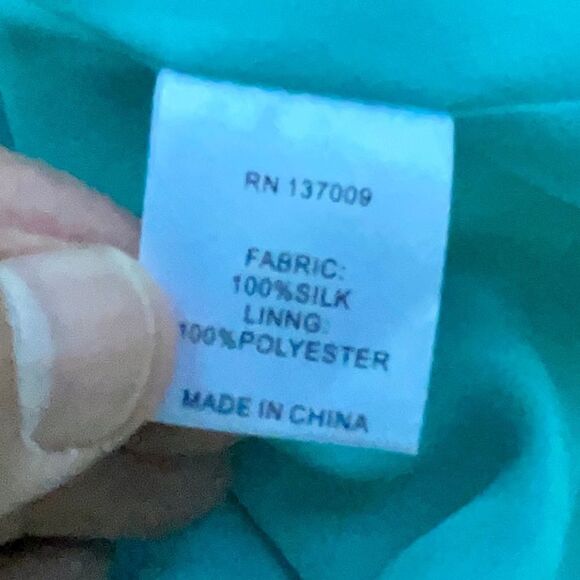 RN 137009
FABRIC:
100%SILK
LINNG:
100%POLYESTER
MADE IN CHINA